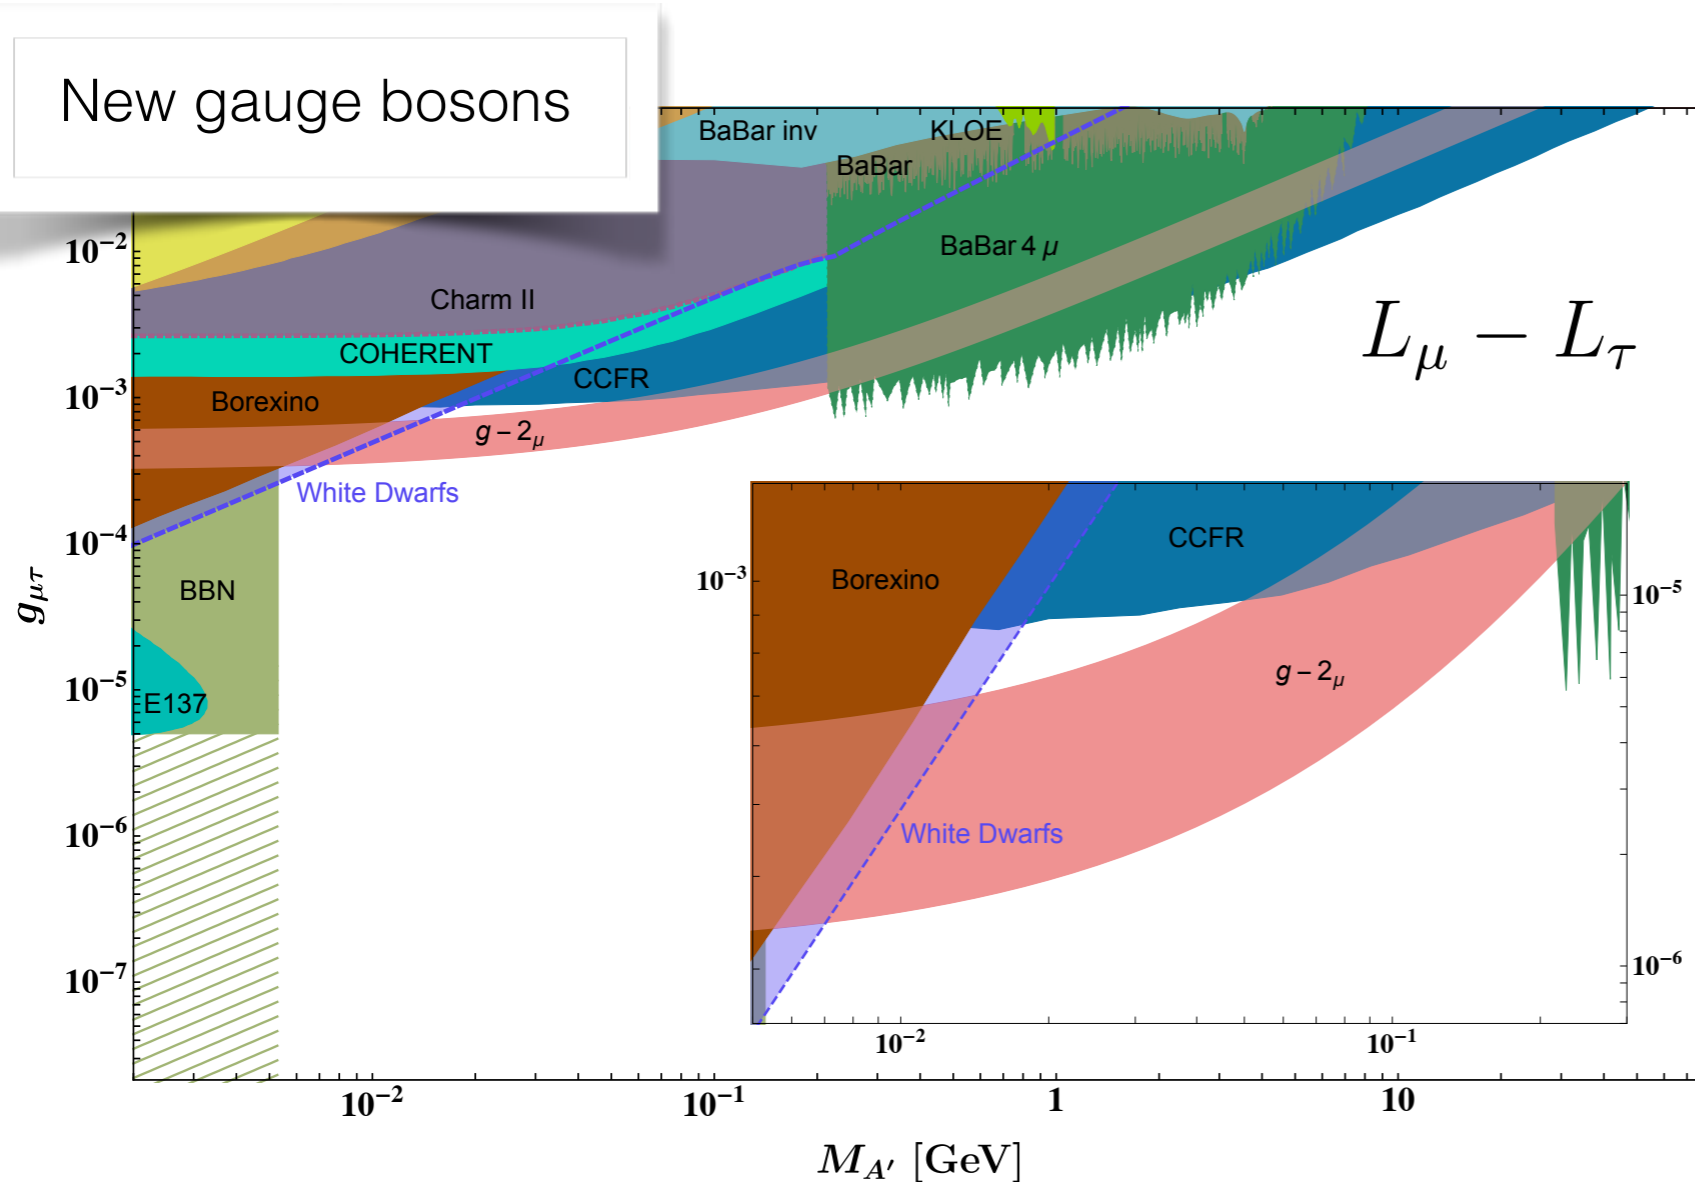 New gauge bosons
BaBar inv
KLOE
BaBar
10⁻²
BaBar 4 μ
Charm II
L_μ − L_τ
COHERENT
CCFR
10⁻³
Borexino
g − 2_μ
White Dwarfs
10⁻⁴
BBN
g_μτ
10⁻⁵
E137
10⁻⁶
10⁻⁷
CCFR
10⁻³
Borexino
10⁻⁵
g − 2_μ
White Dwarfs
10⁻⁶
10⁻² 10⁻¹
10⁻² 10⁻¹ 1 10
M_A′ [GeV]